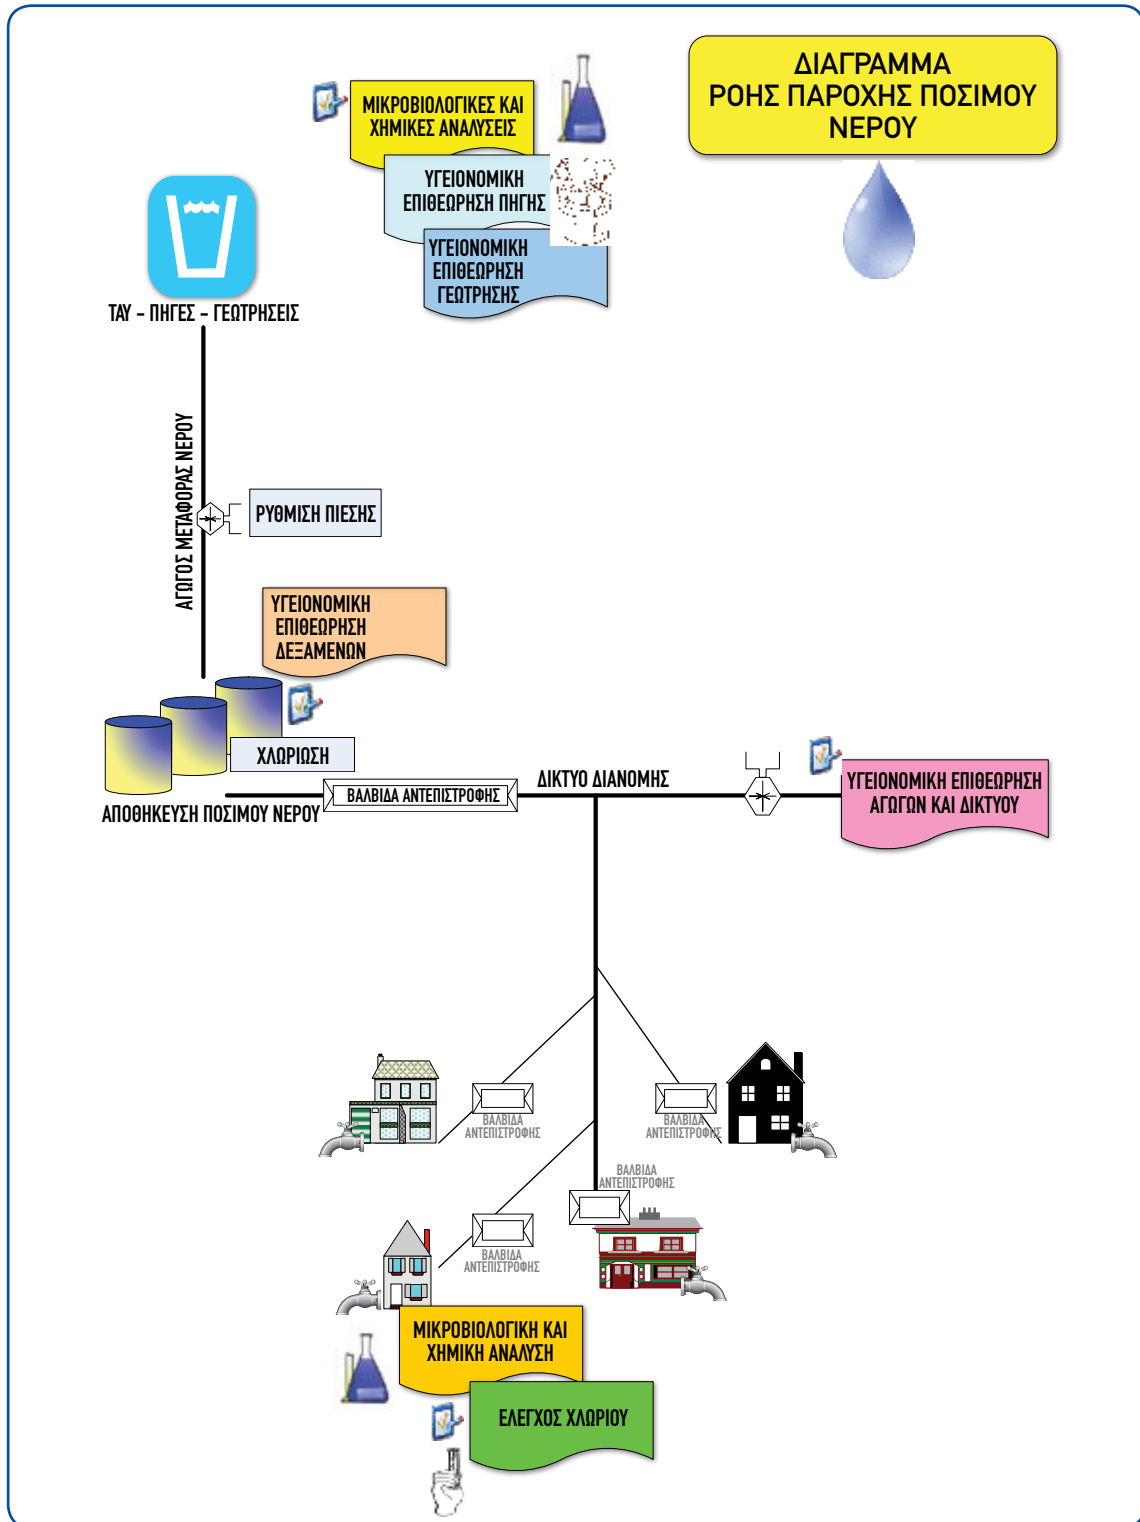 ΔΙΑΓΡΑΜΜΑ
ΡΟΗΣ ΠΑΡΟΧΗΣ ΠΟΣΙΜΟΥ
ΝΕΡΟΥ
ΜΙΚΡΟΒΙΟΛΟΓΙΚΕΣ ΚΑΙ
ΧΗΜΙΚΕΣ ΑΝΑΛΥΣΕΙΣ
ΥΓΕΙΟΝΟΜΙΚΗ
ΕΠΙΘΕΩΡΗΣΗ ΠΗΓΗΣ
ΥΓΕΙΟΝΟΜΙΚΗ
ΕΠΙΘΕΩΡΗΣΗ
ΓΕΩΤΡΗΣΗΣ
ΤΑΥ – ΠΗΓΕΣ – ΓΕΩΤΡΗΣΕΙΣ
ΑΓΩΓΟΣ ΜΕΤΑΦΟΡΑΣ ΝΕΡΟΥ
ΡΥΘΜΙΣΗ ΠΙΕΣΗΣ
ΥΓΕΙΟΝΟΜΙΚΗ
ΕΠΙΘΕΩΡΗΣΗ
ΔΕΞΑΜΕΝΩΝ
ΧΛΩΡΙΩΣΗ
ΑΠΟΘΗΚΕΥΣΗ ΠΟΣΙΜΟΥ ΝΕΡΟΥ
ΒΑΛΒΙΔΑ ΑΝΤΕΠΙΣΤΡΟΦΗΣ
ΔΙΚΤΥΟ ΔΙΑΝΟΜΗΣ
ΥΓΕΙΟΝΟΜΙΚΗ ΕΠΙΘΕΩΡΗΣΗ
ΑΓΩΓΩΝ ΚΑΙ ΔΙΚΤΥΟΥ
ΒΑΛΒΙΔΑ
ΑΝΤΕΠΙΣΤΡΟΦΗΣ
ΒΑΛΒΙΔΑ
ΑΝΤΕΠΙΣΤΡΟΦΗΣ
ΒΑΛΒΙΔΑ
ΑΝΤΕΠΙΣΤΡΟΦΗΣ
ΒΑΛΒΙΔΑ
ΑΝΤΕΠΙΣΤΡΟΦΗΣ
ΜΙΚΡΟΒΙΟΛΟΓΙΚΗ ΚΑΙ
ΧΗΜΙΚΗ ΑΝΑΛΥΣΗ
ΕΛΕΓΧΟΣ ΧΛΩΡΙΟΥ